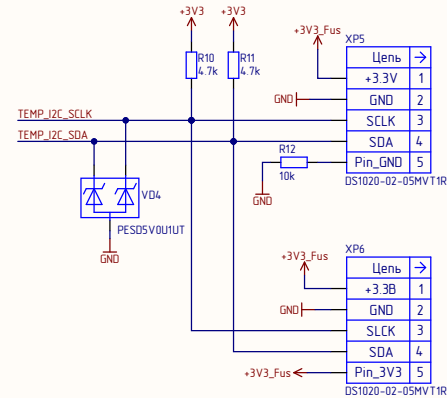 +3V3 +3V3
+3V3_Fus
XP5
R10 R11
4.7k 4.7k
Цепь
+3.3V 1
GND GND 2
TEMP_I2C_SCLK SCLK 3
TEMP_I2C_SDA SDA 4
R12 Pin_GND 5
10k
DS1020-02-05MVT1R
VD4
GND
PESD5V0U1UT
GND
XP6
+3V3_Fus
Цепь
+3.3В 1
GND GND 2
SLCK 3
SDA 4
+3V3_Fus Pin_3V3 5
DS1020-02-05MVT1R